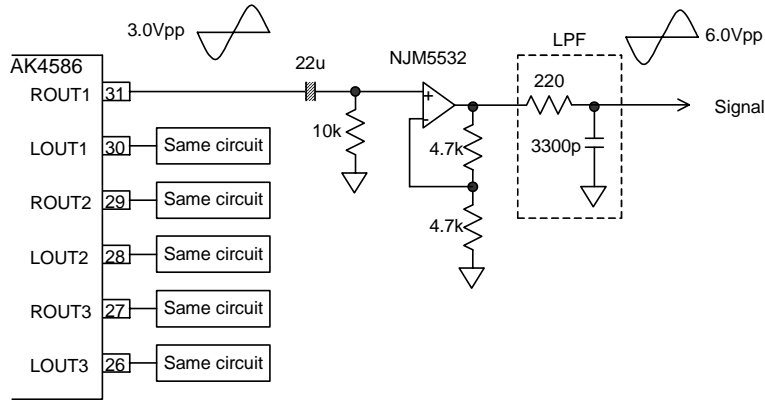 3.0Vpp
6.0Vpp
AK4586
22u
NJM5532
LPF
ROUT1 31
220
Signal
+
-
10k
4.7k
3300p
LOUT1 30 Same circuit
ROUT2 29 Same circuit
4.7k
LOUT2 28 Same circuit
ROUT3 27 Same circuit
LOUT3 26 Same circuit